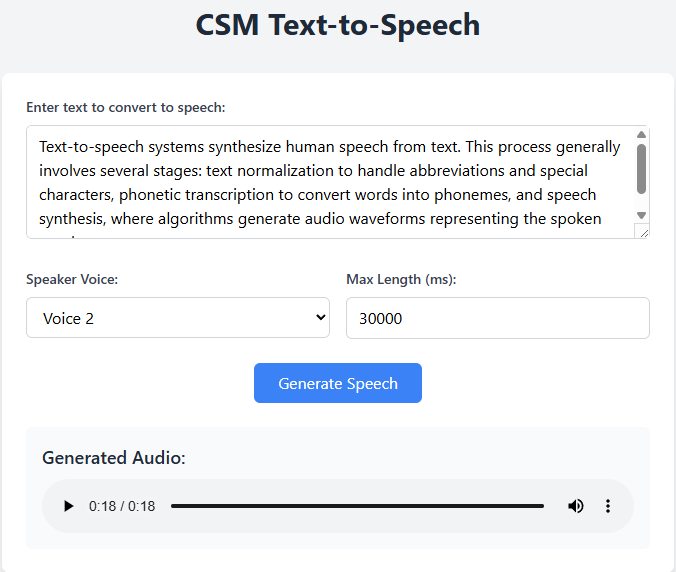 CSM Text-to-Speech
Enter text to convert to speech:
Text-to-speech systems synthesize human speech from text. This process generally
involves several stages: text normalization to handle abbreviations and special
characters, phonetic transcription to convert words into phonemes, and speech
synthesis, where algorithms generate audio waveforms representing the spoken
Speaker Voice:
Max Length (ms):
Voice 2
30000
Generate Speech
Generated Audio:
0:18 / 0:18